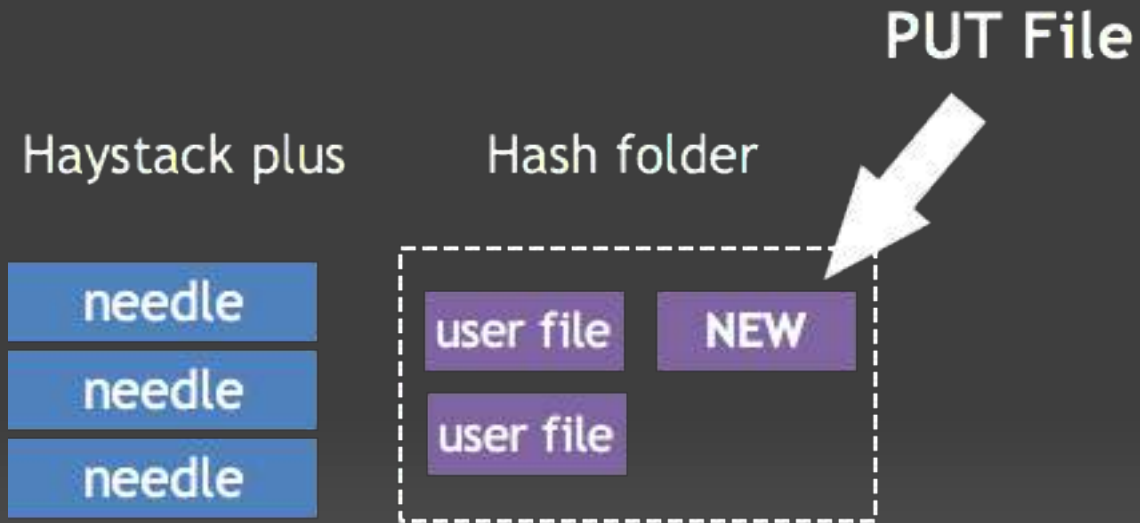 PUT File
Haystack plus
Hash folder
needle
needle
needle
user file
NEW
user file